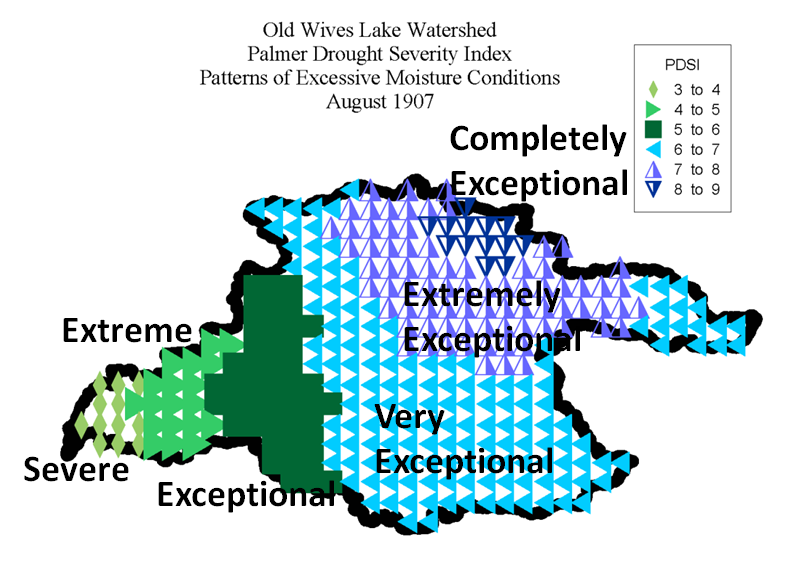 Old Wives Lake Watershed
Palmer Drought Severity Index
Patterns of Excessive Moisture Conditions
August 1907
PDSI
3 to 4
4 to 5
5 to 6
6 to 7
7 to 8
8 to 9
Completely
Exceptional
Extremely
Exceptional
Extreme
Very
Exceptional
Severe
Exceptional